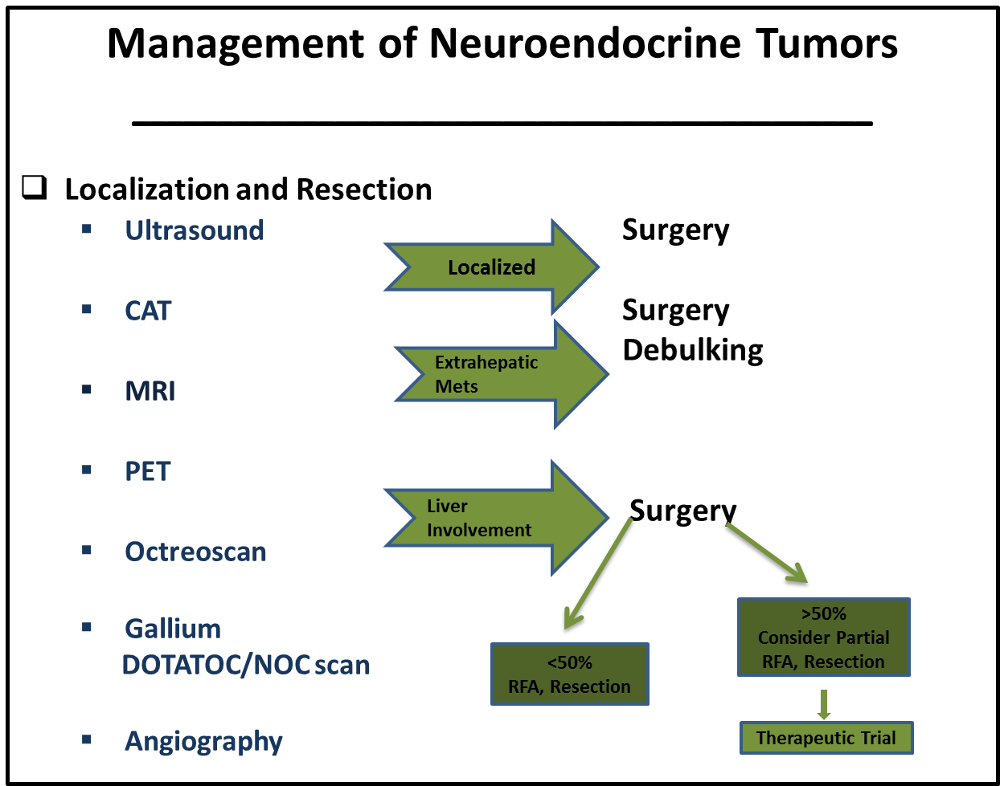 Management of Neuroendocrine Tumors
Localization and Resection
Ultrasound
CAT
MRI
PET
Octreoscan
Gallium
DOTATOC/NOC scan
Angiography
Localized
Surgery
Extrahepatic
Mets
Surgery
Debulking
Liver
Involvement
Surgery
<50%
RFA, Resection
>50%
Consider Partial
RFA, Resection
Therapeutic Trial